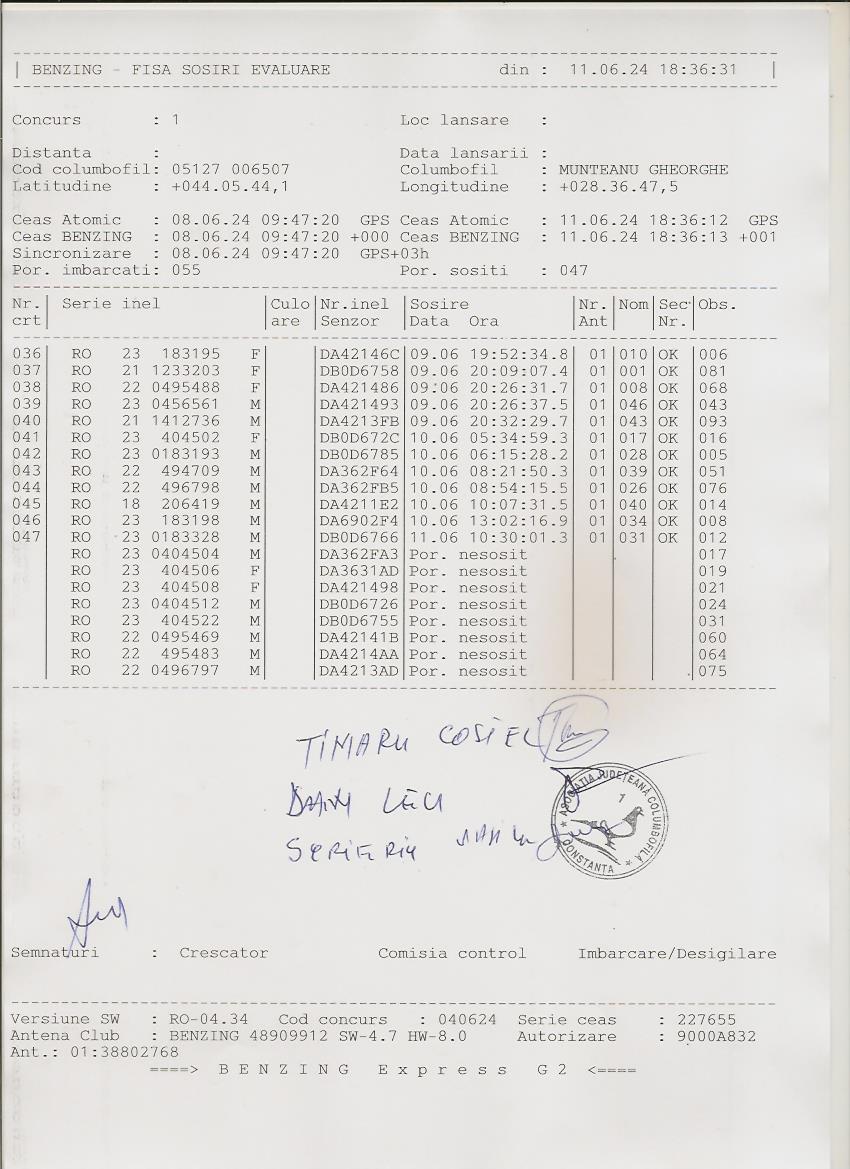 | BENZING - FISA SOSIRI EVALUARE din : 11.06.24 18:36:31 |
Concurs : 1 Loc lansare :
Distanta : Data lansarii :
Cod columbofil: 05127 006507 Columbofil : MUNTEANU GHEORGHE
Latitudine : +044.05.44,1 Longitudine : +028.36.47,5
Ceas Atomic : 08.06.24 09:47:20 GPS Ceas Atomic : 11.06.24 18:36:12 GPS
Ceas BENZING : 08.06.24 09:47:20 +000 Ceas BENZING : 11.06.24 18:36:13 +001
Sincronizare : 08.06.24 09:47:20 GPS+03h
Por. imbarcati: 055 Por. sositi : 047
Nr. | Serie inel |Culo|Nr.inel |Sosire |Nr.|Nom|Sec|Obs.
crt| |are |Senzor |Data Ora |Ant| |Nr.|
036 RO 23 183195 F DA42146C 09.06 19:52:34.8 01 010 OK 006
037 RO 21 1233203 F DB0D6758 09.06 20:09:07.4 01 001 OK 081
038 RO 22 0495488 F DA421486 09.06 20:26:31.7 01 008 OK 068
039 RO 23 0456561 M DA421493 09.06 20:26:37.5 01 046 OK 043
040 RO 21 1412736 M DA4213FB 09.06 20:32:29.7 01 043 OK 093
041 RO 23 404502 F DB0D672C 10.06 05:34:59.3 01 017 OK 016
042 RO 23 0183193 M DB0D6785 10.06 06:15:28.2 01 028 OK 005
043 RO 22 494709 M DA362F64 10.06 08:21:50.3 01 039 OK 051
044 RO 22 496798 M DA362FB5 10.06 08:54:15.5 01 026 OK 076
045 RO 18 206419 M DA4211E2 10.06 10:07:31.5 01 040 OK 014
046 RO 23 183198 M DA6902F4 10.06 13:02:16.9 01 034 OK 008
047 RO 23 0183328 M DB0D6766 11.06 10:30:01.3 01 031 OK 012
RO 23 0404504 M DA362FA3 Por. nesosit 017
RO 23 404506 F DA3631AD Por. nesosit 019
RO 23 404508 F DA421498 Por. nesosit 021
RO 23 0404512 M DB0D6726 Por. nesosit 024
RO 23 404522 M DB0D6755 Por. nesosit 031
RO 22 0495469 M DA42141B Por. nesosit 060
RO 22 495483 M DA4214AA Por. nesosit 064
RO 22 0496797 M DA4213AD Por. nesosit 075
TIMARU COSTEL
LECU
ASOCIATIA JUDEȚEANĂ COLUMBOFILA
1
CONSTANTA
Semnaturi : Crescator Comisia control Imbarcare/Desigilare
Versiune SW : RO-04.34 Cod concurs : 040624 Serie ceas : 227655
Antena Club : BENZING 48909912 SW-4.7 HW-8.0 Autorizare : 9000A832
Ant.: 01:38802768
====> B E N Z I N G E x p r e s s G 2 <====